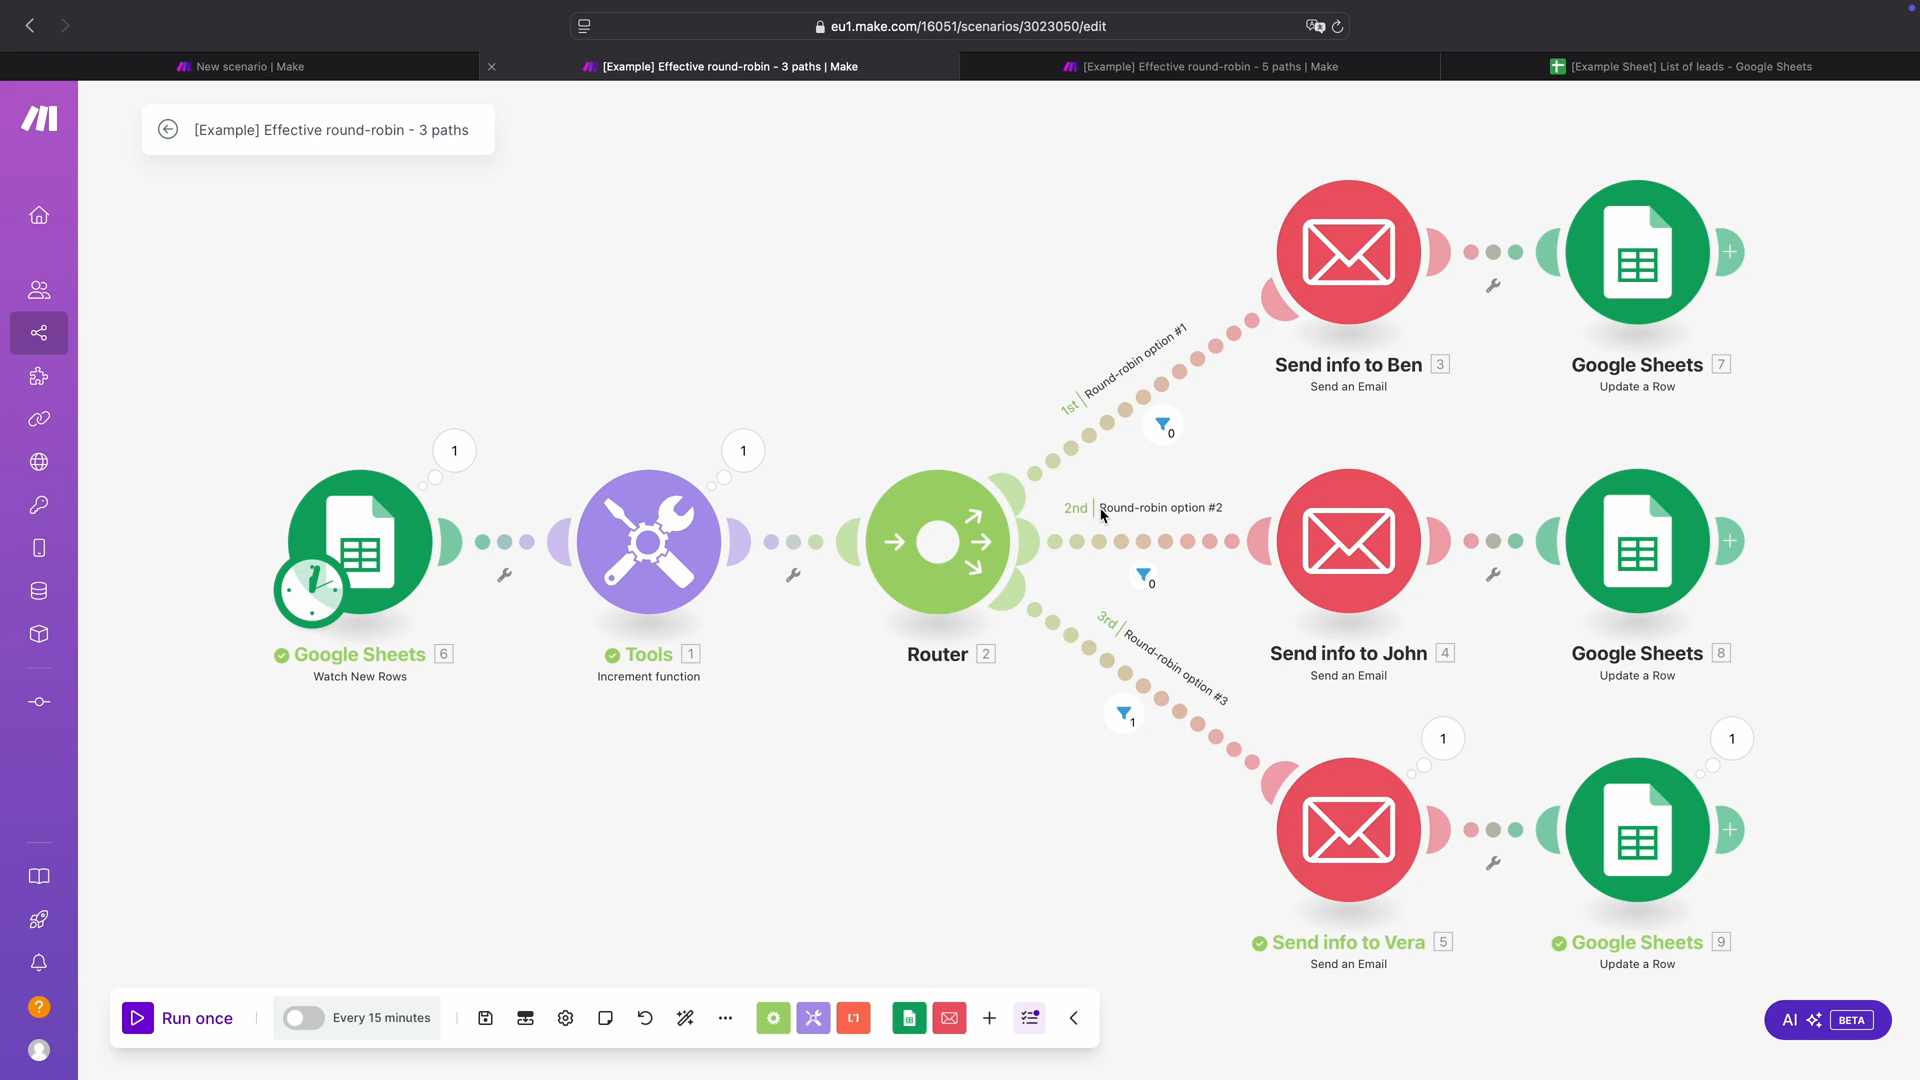 eu1.make.com/16051/scenarios/3023050/edit
New scenario | Make
[Example] Effective round-robin - 3 paths | Make
[Example] Effective round-robin - 5 paths | Make
[Example Sheet] List of leads - Google Sheets
[Example] Effective round-robin - 3 paths
Send info to Ben 3
Send an Email
Google Sheets 7
Update a Row
1st Round-robin option #1
0
1
1
2nd Round-robin option #2
0
Google Sheets 6
Watch New Rows
Tools 1
Increment function
Router 2
Send info to John 4
Send an Email
Google Sheets 8
Update a Row
3rd Round-robin option #3
1
1
1
Send info to Vera 5
Send an Email
Google Sheets 9
Update a Row
Run once
Every 15 minutes
AI BETA
?